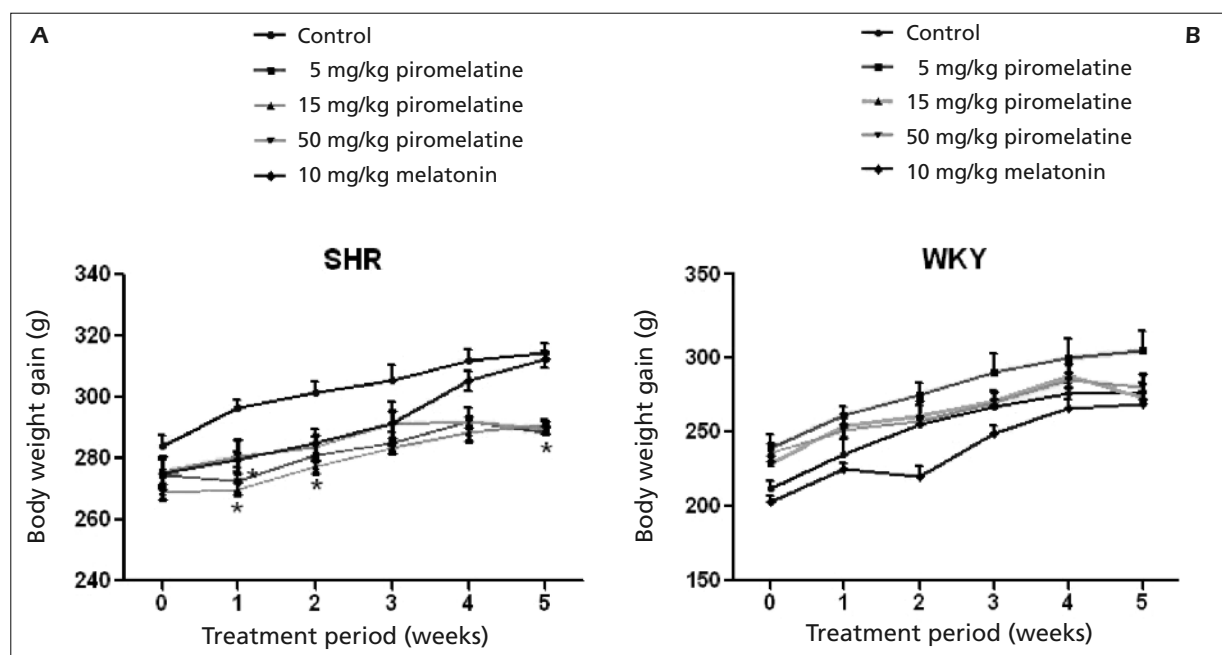 A
Control
5 mg/kg piromelatine
15 mg/kg piromelatine
50 mg/kg piromelatine
10 mg/kg melatonin
SHR
Body weight gain (g)
340
320
300
280
260
240
*
*
*
*
0 1 2 3 4 5
Treatment period (weeks)
B
Control
5 mg/kg piromelatine
15 mg/kg piromelatine
50 mg/kg piromelatine
10 mg/kg melatonin
WKY
Body weight gain (g)
350
300
250
200
150
0 1 2 3 4 5
Treatment period (weeks)